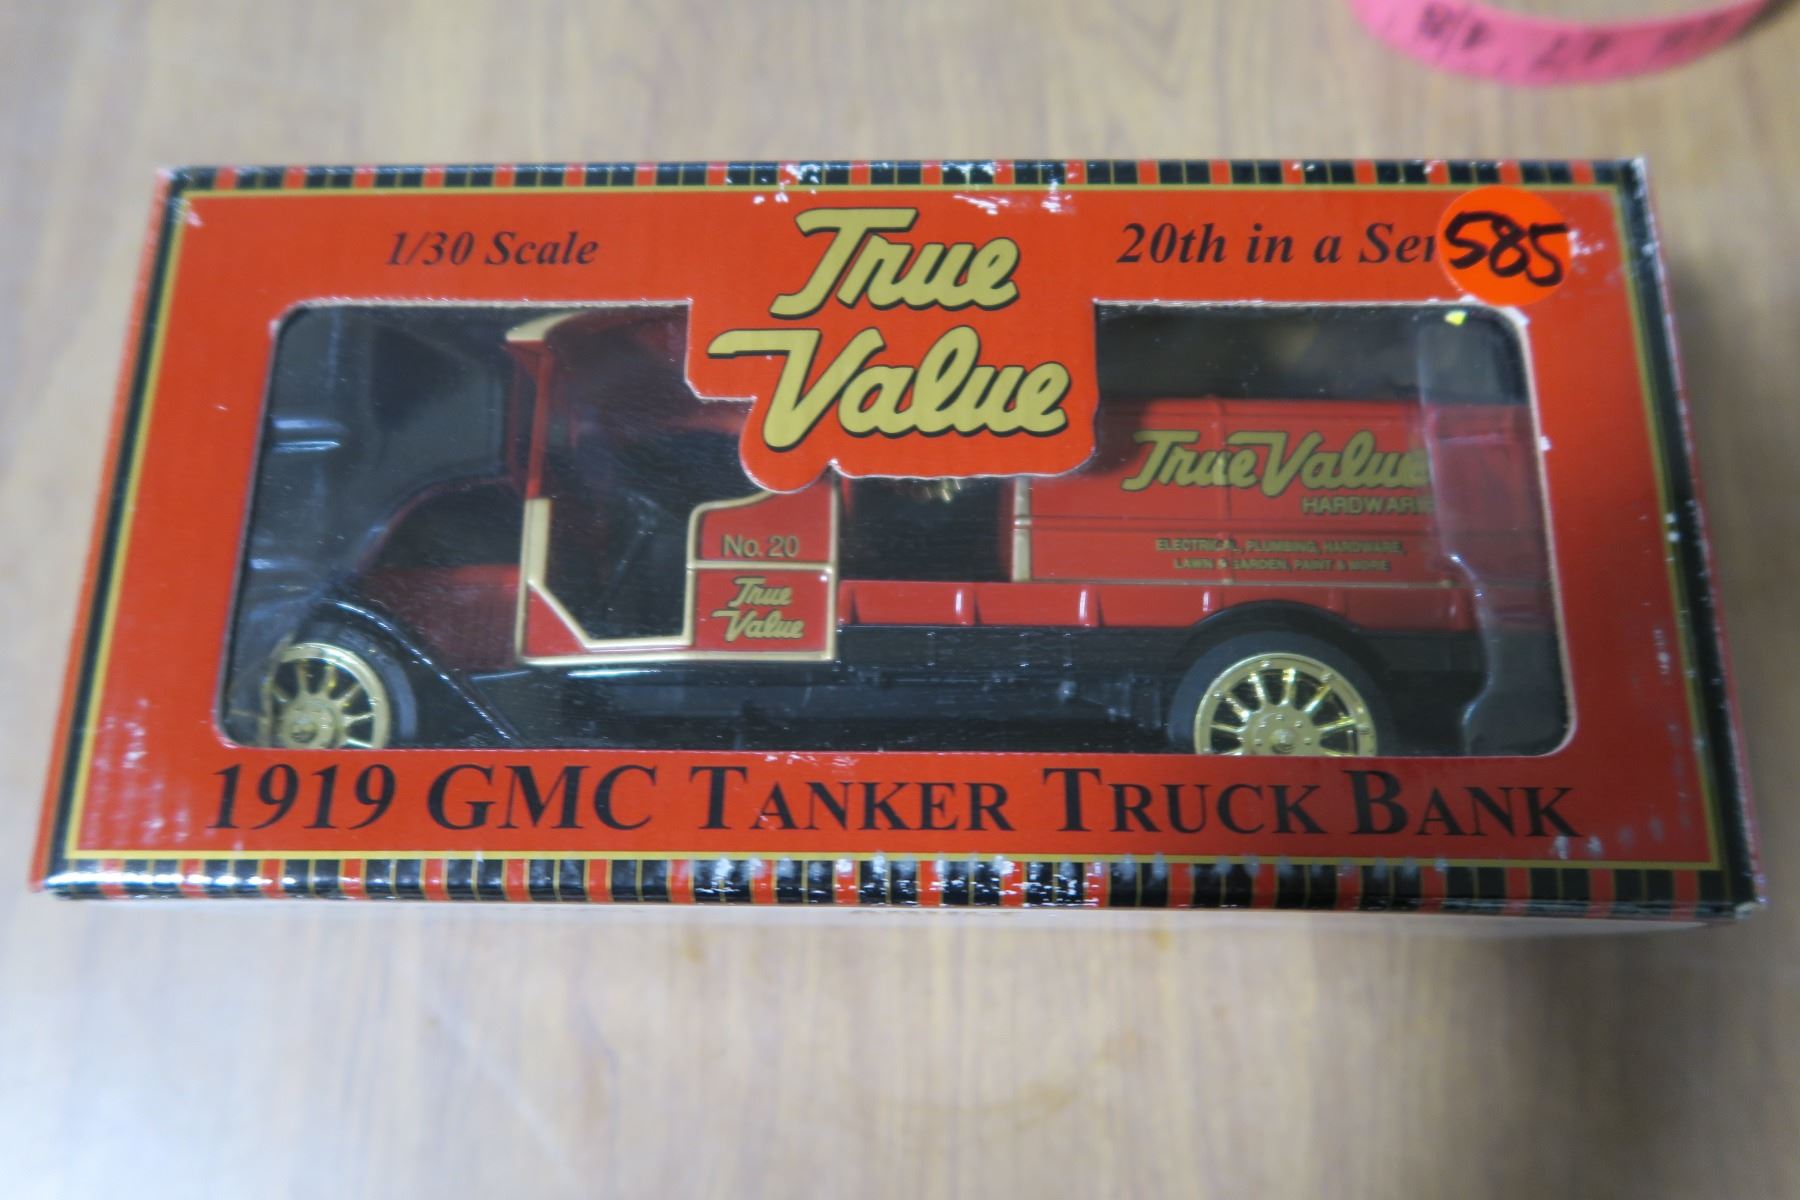 1/30 Scale
True
Value
20th in a Ser
585
True Value
HARDWARE
ELECTRICAL, PLUMBING, HARDWARE,
LAWN & GARDEN, PAINT & MORE
No. 20
True
Value
1919 GMC TANKER TRUCK BANK